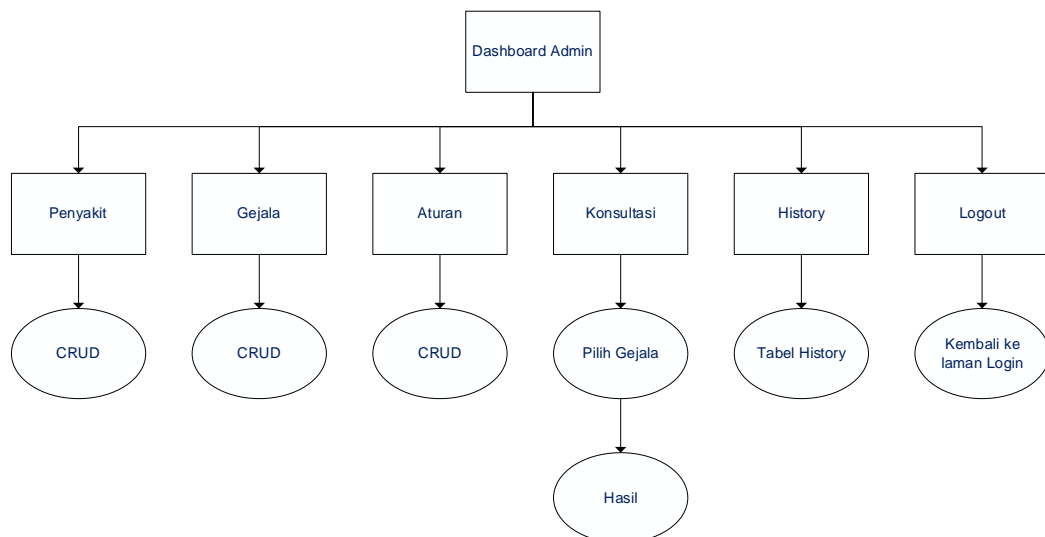 Dashboard Admin
Penyakit
Gejala
Aturan
Konsultasi
History
Logout
CRUD
CRUD
CRUD
Pilih Gejala
Tabel History
Kembali ke
laman Login
Hasil